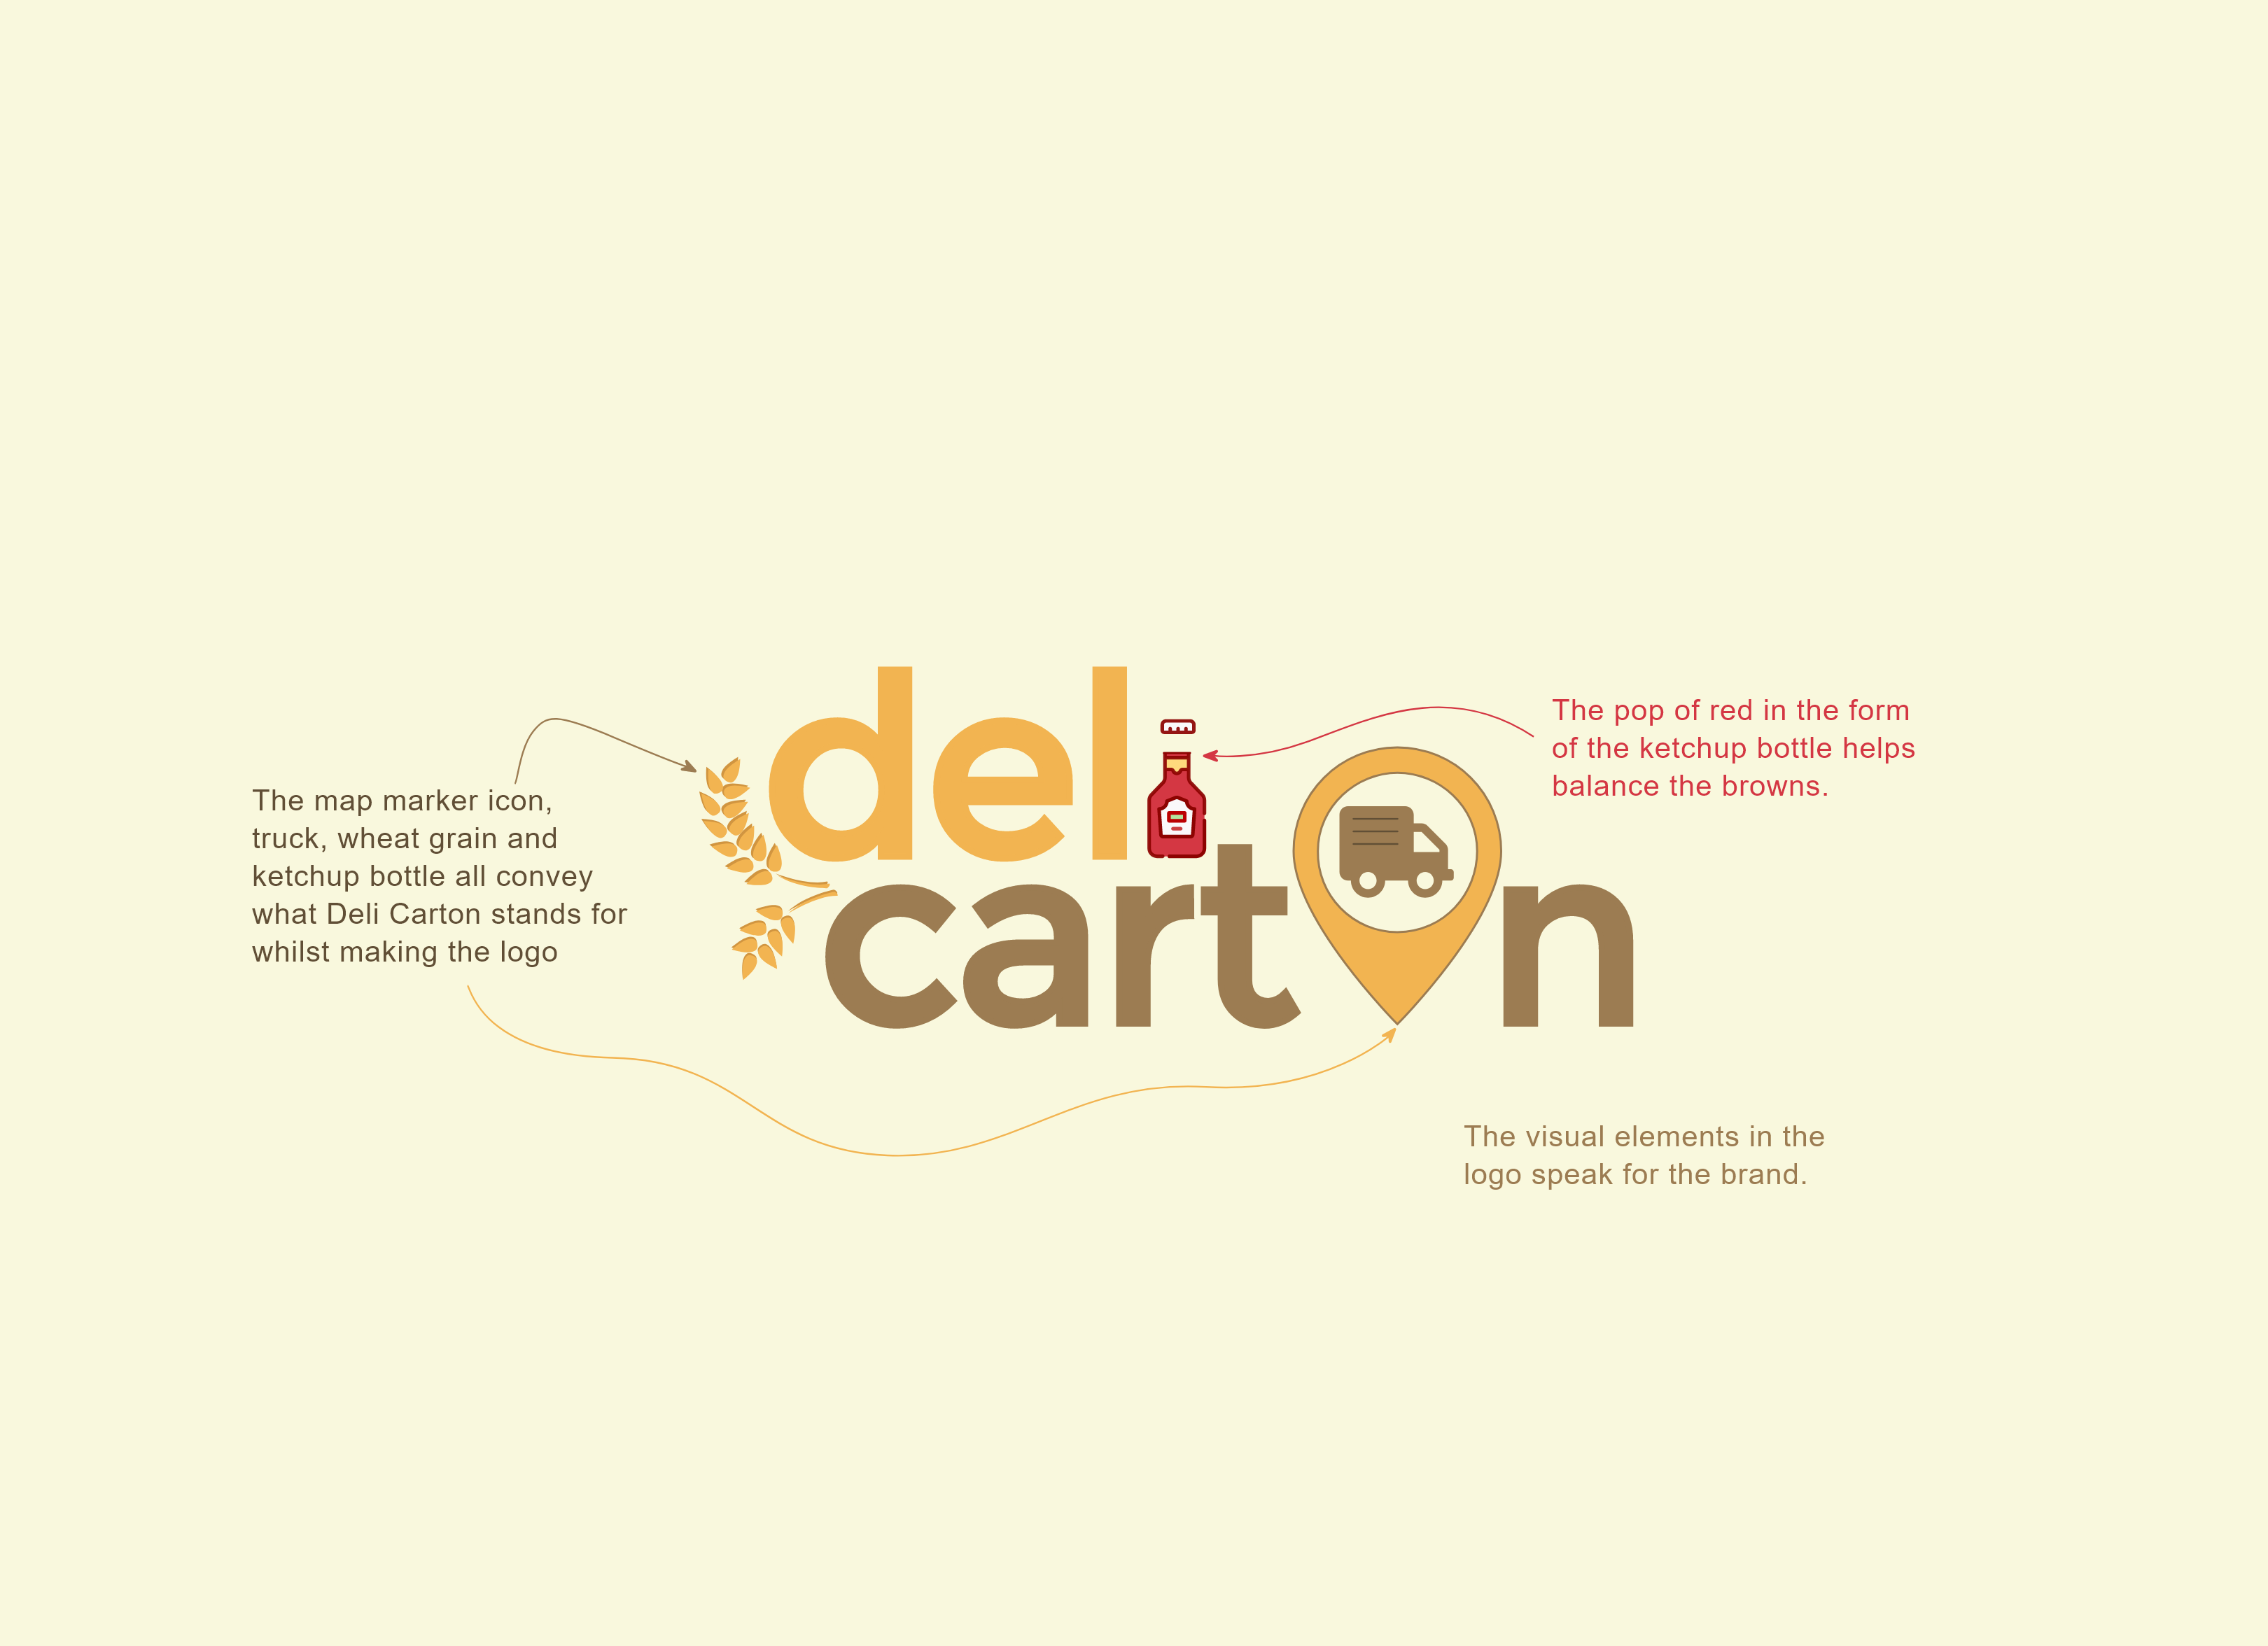 del
cart n
The map marker icon,
truck, wheat grain and
ketchup bottle all convey
what Deli Carton stands for
whilst making the logo
The pop of red in the form
of the ketchup bottle helps
balance the browns.
The visual elements in the
logo speak for the brand.